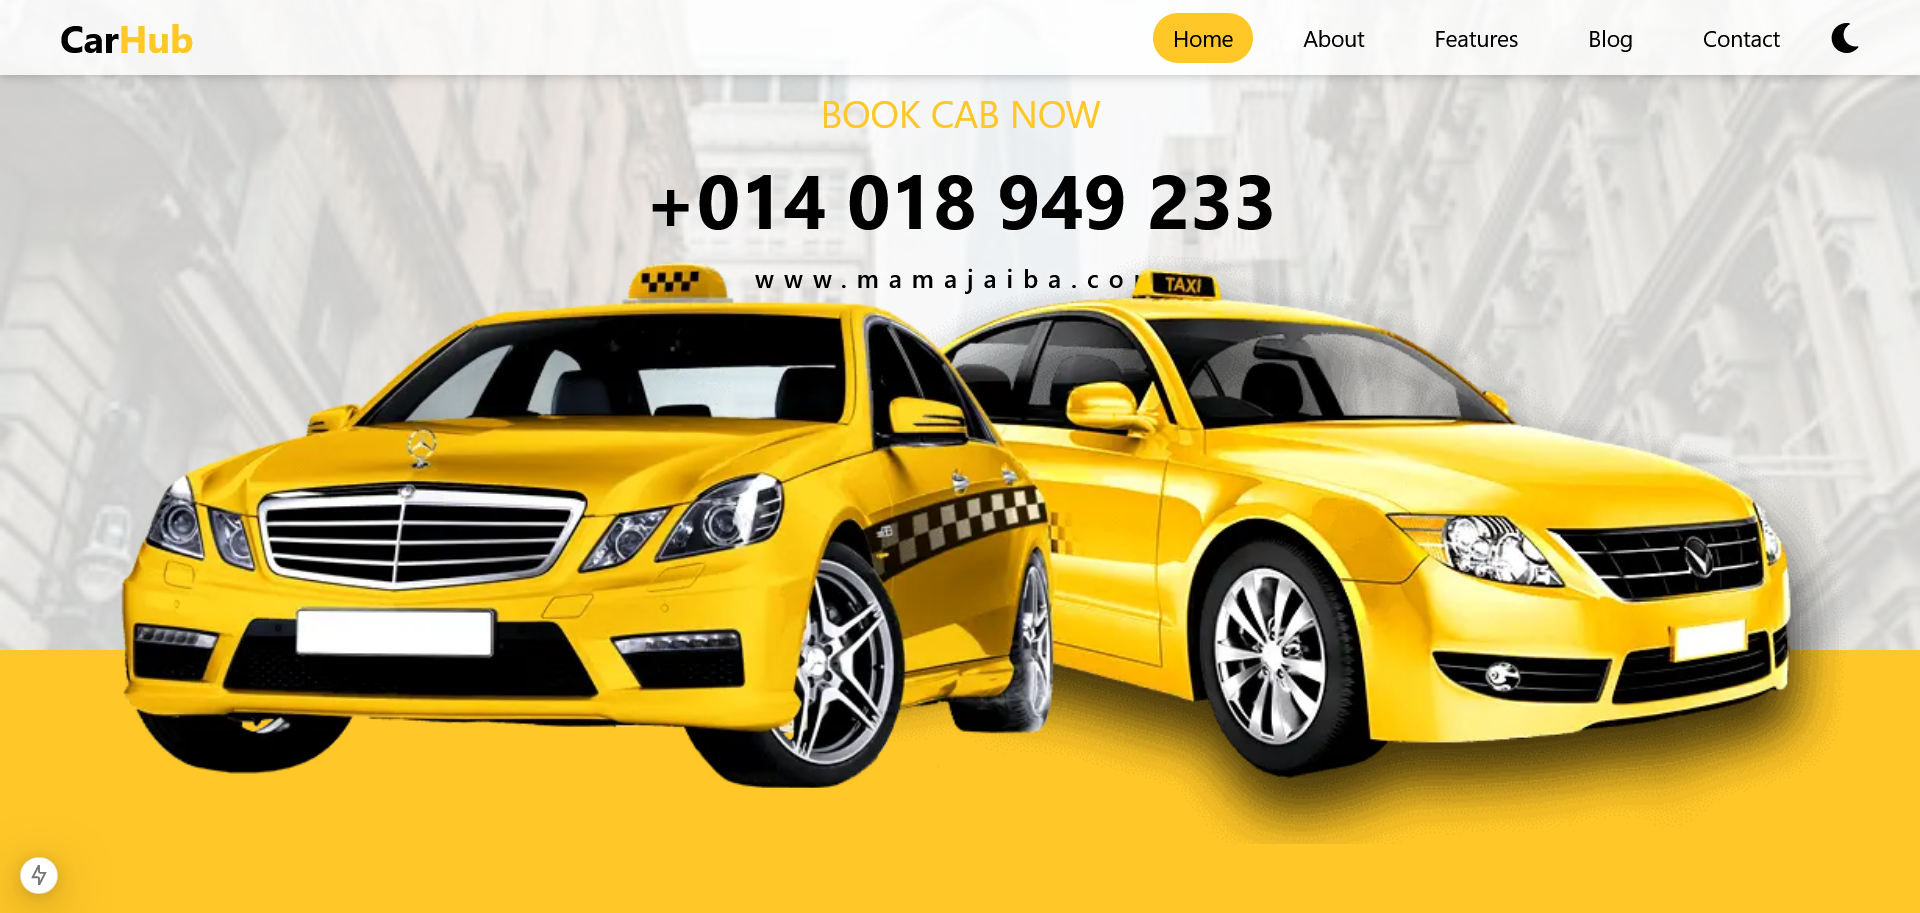 CarHub
Home About Features Blog Contact
BOOK CAB NOW
+014 018 949 233
www.mamajaiba.co
TAXI